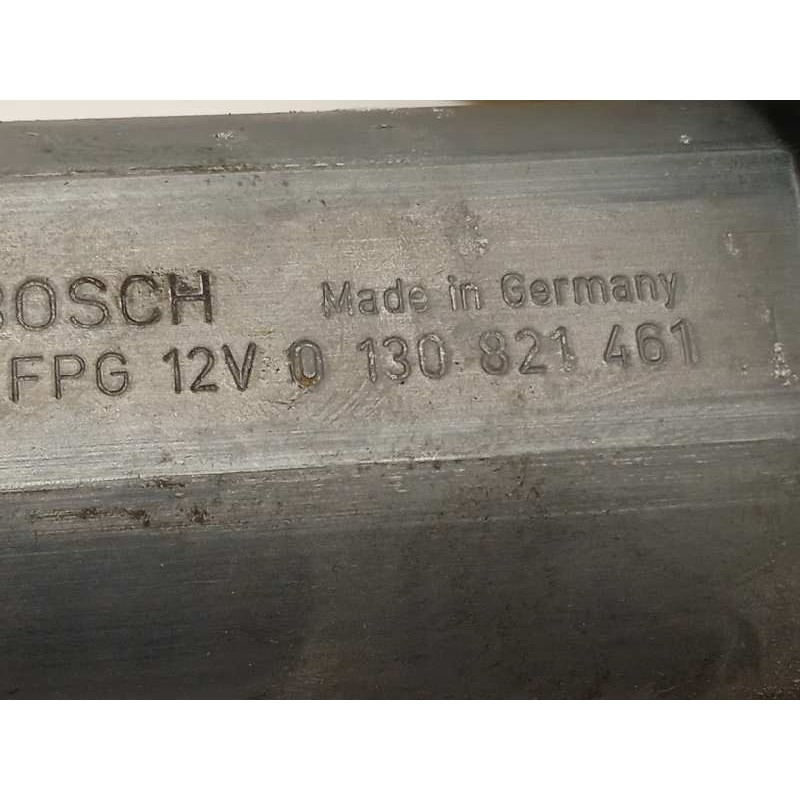 BOSCH Made in Germany
FPG 12V 0 130 821 461